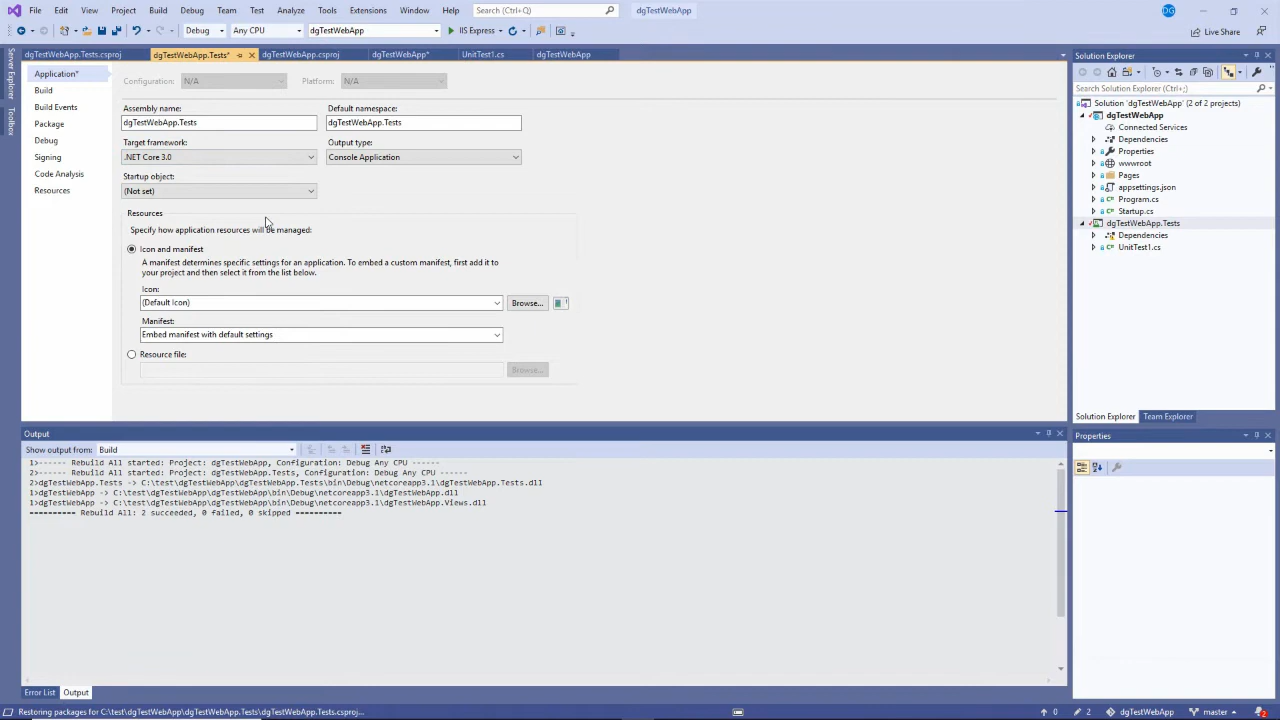 File Edit View Project Build Debug Team Test Analyze Tools Extensions Window Help Search (Ctrl+Q) dgTestWebApp DG
Debug Any CPU dgTestWebApp IIS Express Live Share
Server Explorer
Toolbox
dgTestWebApp.Tests.csproj dgTestWebApp.Tests* dgTestWebApp.csproj dgTestWebApp* UnitTest1.cs dgTestWebApp
Application*
Build
Build Events
Package
Debug
Signing
Code Analysis
Resources
Configuration: N/A Platform: N/A
Assembly name: Default namespace:
dgTestWebApp.Tests dgTestWebApp.Tests
Target framework: Output type:
.NET Core 3.0 Console Application
Startup object:
(Not set)
Resources
Specify how application resources will be managed:
Icon and manifest
A manifest determines specific settings for an application. To embed a custom manifest, first add it to
your project and then select it from the list below.
Icon:
(Default Icon) Browse...
Manifest:
Embed manifest with default settings
Resource file:
Browse...
Output
Show output from: Build
1>------ Rebuild All started: Project: dgTestWebApp, Configuration: Debug Any CPU ------
2>------ Rebuild All started: Project: dgTestWebApp.Tests, Configuration: Debug Any CPU ------
2>dgTestWebApp.Tests -> C:\test\dgTestWebApp\dgTestWebApp.Tests\bin\Debug\netcoreapp3.1\dgTestWebApp.Tests.dll
1>dgTestWebApp -> C:\test\dgTestWebApp\dgTestWebApp\bin\Debug\netcoreapp3.1\dgTestWebApp.dll
1>dgTestWebApp -> C:\test\dgTestWebApp\dgTestWebApp\bin\Debug\netcoreapp3.1\dgTestWebApp.Views.dll
========== Rebuild All: 2 succeeded, 0 failed, 0 skipped ==========
Error List Output
Solution Explorer
Search Solution Explorer (Ctrl+;)
Solution 'dgTestWebApp' (2 of 2 projects)
dgTestWebApp
Connected Services
Dependencies
Properties
wwwroot
Pages
appsettings.json
Program.cs
Startup.cs
dgTestWebApp.Tests
Dependencies
UnitTest1.cs
Solution Explorer Team Explorer
Properties
Restoring packages for C:\test\dgTestWebApp\dgTestWebApp.Tests\dgTestWebApp.Tests.csproj... 0 2 dgTestWebApp master 2